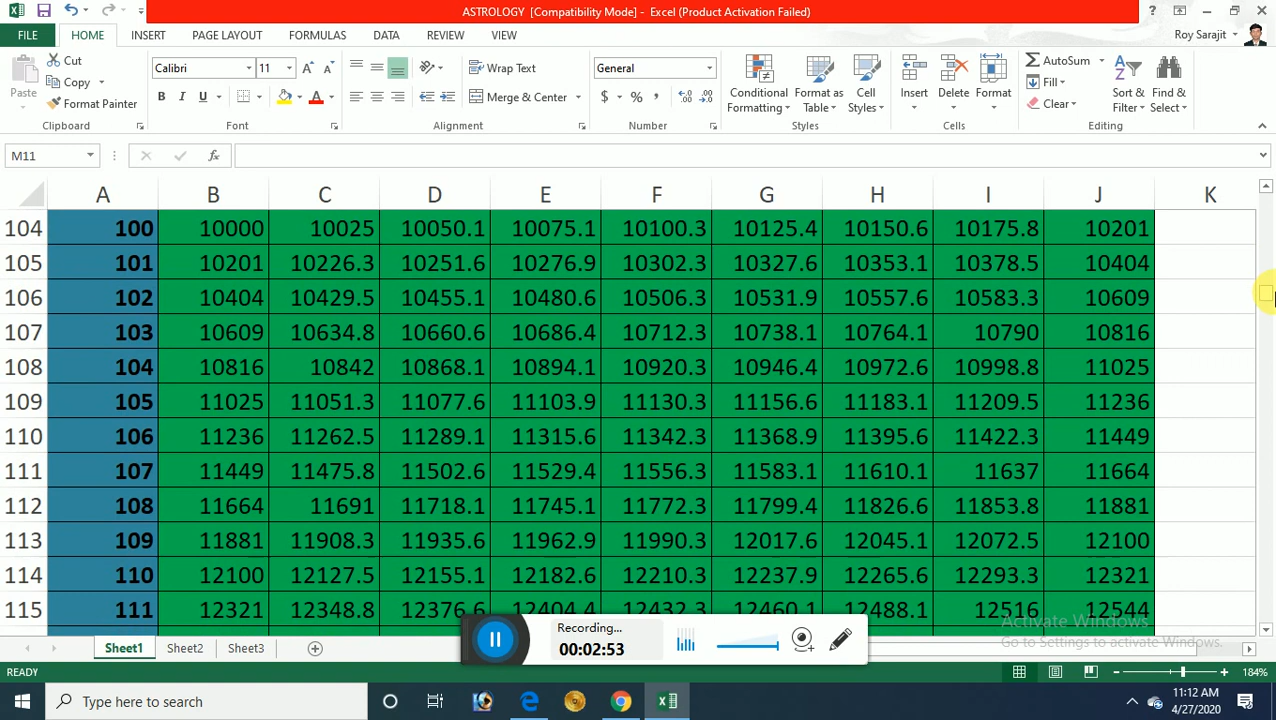 ASTROLOGY [Compatibility Mode] - Excel (Product Activation Failed)
FILE HOME INSERT PAGE LAYOUT FORMULAS DATA REVIEW VIEW Roy Sarajit
Paste Cut Copy Format Painter
Calibri 11
B I U
Wrap Text
Merge & Center
General
$ %
Conditional Formatting
Format as Table
Cell Styles
Insert Delete Format
AutoSum
Fill
Clear
Sort & Filter
Find & Select
Clipboard Font Alignment Number Styles Cells Editing
M11 fx
A B C D E F G H I J K
104 100 10000 10025 10050.1 10075.1 10100.3 10125.4 10150.6 10175.8 10201
105 101 10201 10226.3 10251.6 10276.9 10302.3 10327.6 10353.1 10378.5 10404
106 102 10404 10429.5 10455.1 10480.6 10506.3 10531.9 10557.6 10583.3 10609
107 103 10609 10634.8 10660.6 10686.4 10712.3 10738.1 10764.1 10790 10816
108 104 10816 10842 10868.1 10894.1 10920.3 10946.4 10972.6 10998.8 11025
109 105 11025 11051.3 11077.6 11103.9 11130.3 11156.6 11183.1 11209.5 11236
110 106 11236 11262.5 11289.1 11315.6 11342.3 11368.9 11395.6 11422.3 11449
111 107 11449 11475.8 11502.6 11529.4 11556.3 11583.1 11610.1 11637 11664
112 108 11664 11691 11718.1 11745.1 11772.3 11799.4 11826.6 11853.8 11881
113 109 11881 11908.3 11935.6 11962.9 11990.3 12017.6 12045.1 12072.5 12100
114 110 12100 12127.5 12155.1 12182.6 12210.3 12237.9 12265.6 12293.3 12321
115 111 12321 12348.8 12376.6 12404.4 12432.3 12460.1 12488.1 12516 12544
Recording...
00:02:53
Activate Windows
Go to Settings to activate Windows.
Sheet1 Sheet2 Sheet3
READY 184%
Type here to search
11:12 AM
4/27/2020